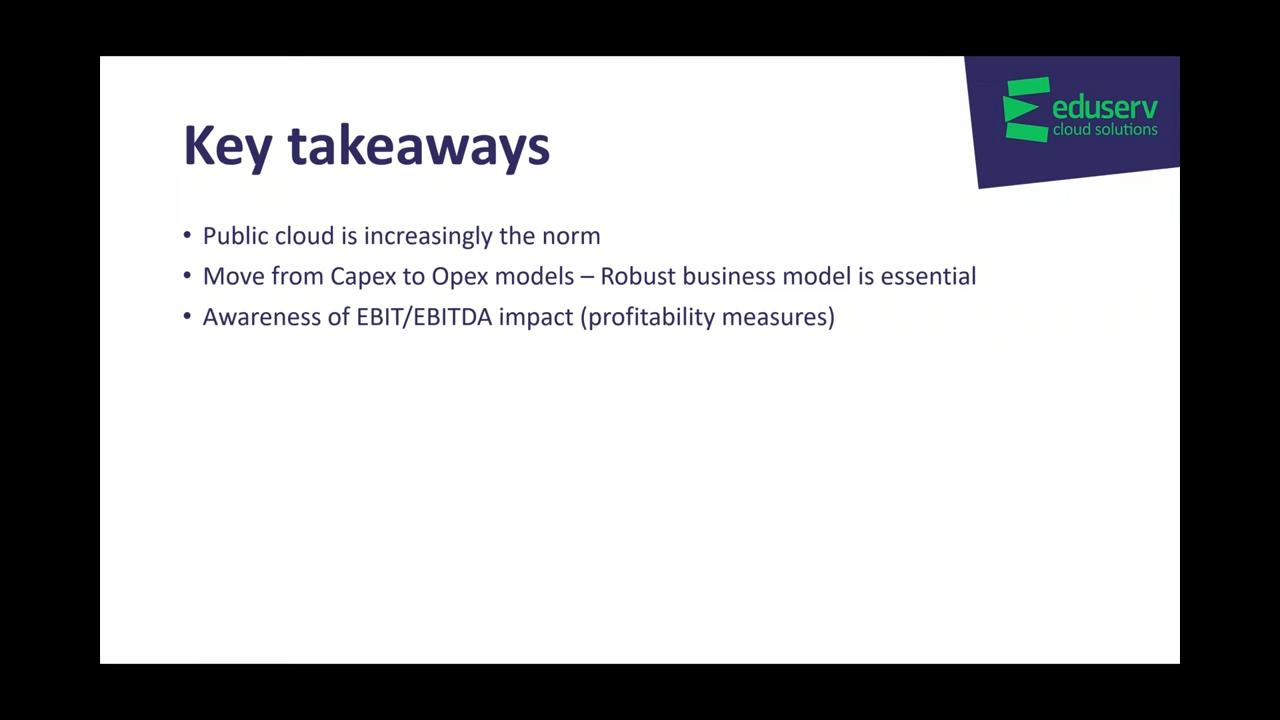 eduserv
cloud solutions
Key takeaways
• Public cloud is increasingly the norm
• Move from Capex to Opex models – Robust business model is essential
• Awareness of EBIT/EBITDA impact (profitability measures)